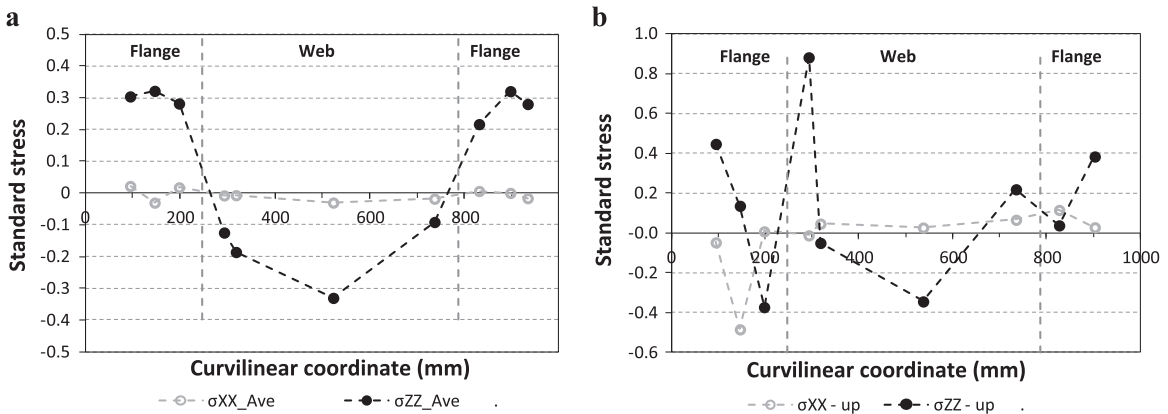 a
0.5
0.4
0.3
0.2
0.1
0
-0.1
-0.2
-0.3
-0.4
-0.5
Standard stress
Flange
Web
Flange
0
200
400
600
800
Curvilinear coordinate (mm)
σXX_Ave
σZZ_Ave
.
b
1.0
0.8
0.6
0.4
0.2
-0.0
-0.2
-0.4
-0.6
Standard stress
Flange
Web
Flange
0
200
400
600
800
1000
Curvilinear coordinate (mm)
σXX - up
σZZ - up
.